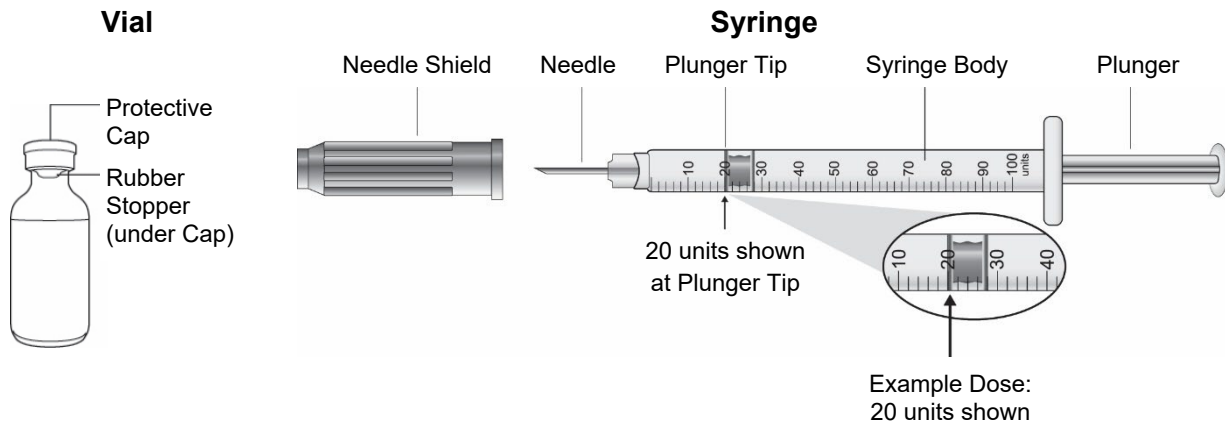 Vial
Syringe
Needle Shield
Needle
Plunger Tip
Syringe Body
Plunger
Protective
Cap
Rubber
Stopper
(under Cap)
10 20 30 40 50 60 70 80 90 100
units
20 units shown
at Plunger Tip
10 20 30 40
Example Dose:
20 units shown